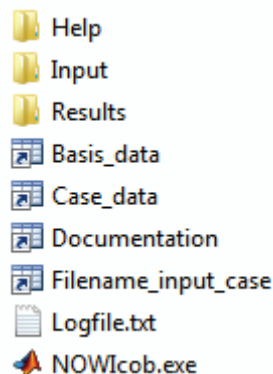 Help
Input
Results
Basis_data
Case_data
Documentation
Filename_input_case
Logfile.txt
NOWIcob.exe